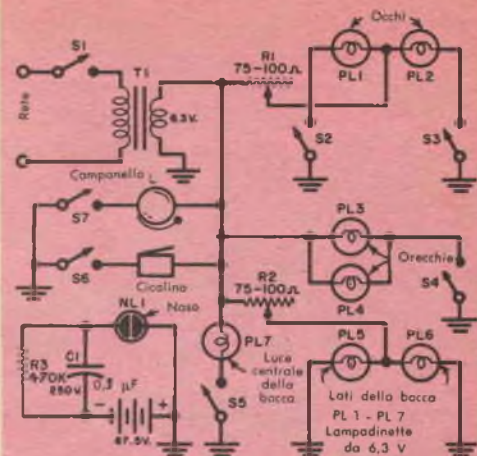 Occhi
S1
T1
R1
75-100Ω
PL1
PL2
Rete
6.3V.
S2
S3
Campanello
S7
PL3
Orecchie
S6
Cicalino
R2
75-100Ω
PL4
S4
NL1
Naso
PL7
PL5
PL6
R3
470K
C1
250V.
0,3 µF
Luce
centrale
della
bocca
Lati della bocca
PL 1 - PL 7
Lampadinette
da 6,3 V
S5
-
+
67.5V.